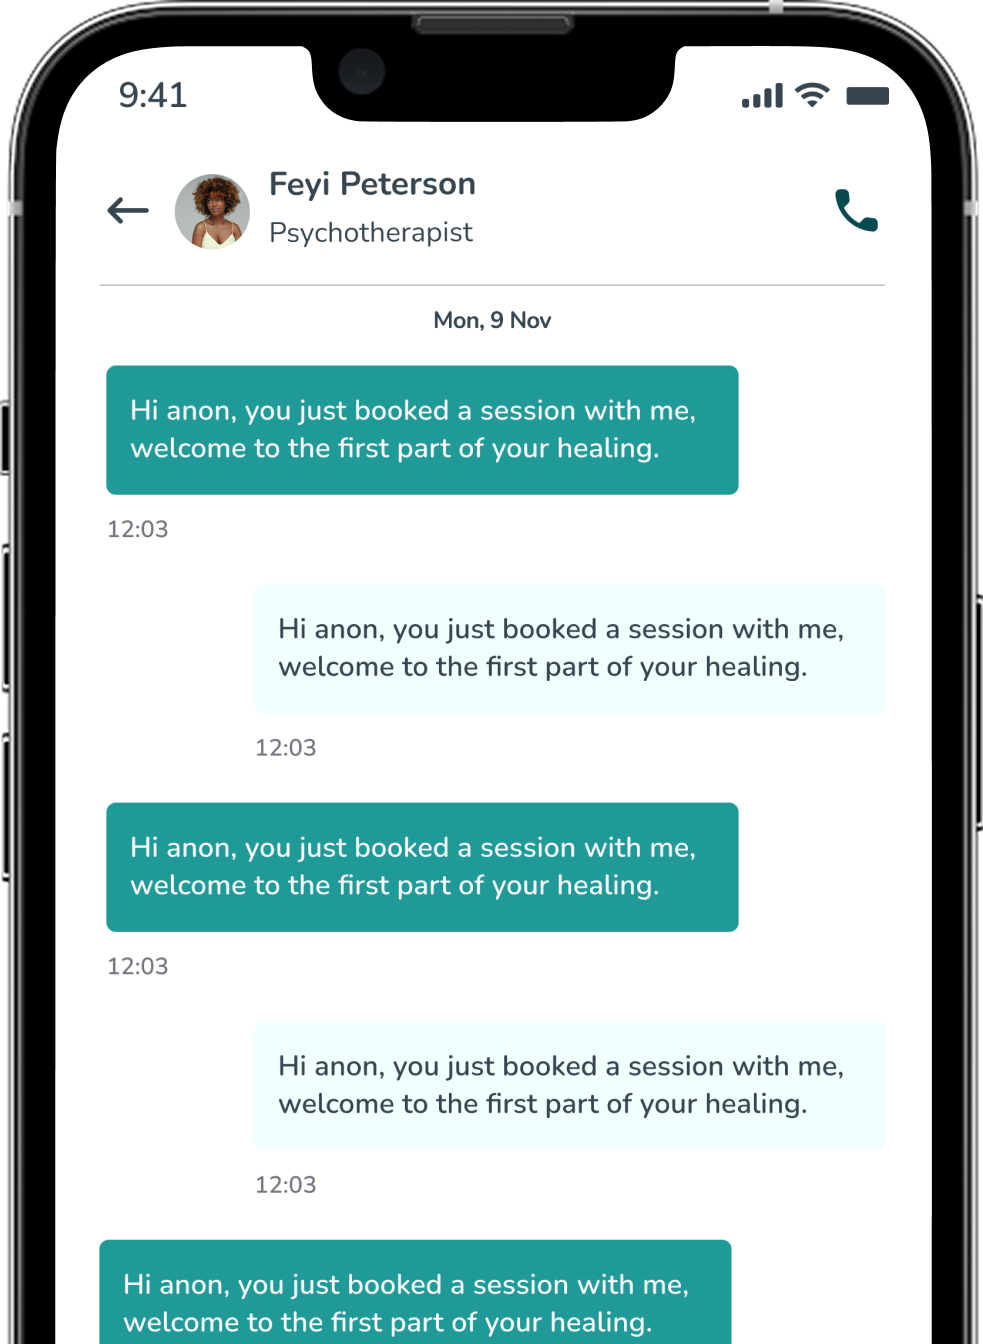 9:41
Feyi Peterson
Psychotherapist
Mon, 9 Nov
Hi anon, you just booked a session with me,
welcome to the first part of your healing.
12:03
Hi anon, you just booked a session with me,
welcome to the first part of your healing.
12:03
Hi anon, you just booked a session with me,
welcome to the first part of your healing.
12:03
Hi anon, you just booked a session with me,
welcome to the first part of your healing.
12:03
Hi anon, you just booked a session with me,
welcome to the first part of your healing.